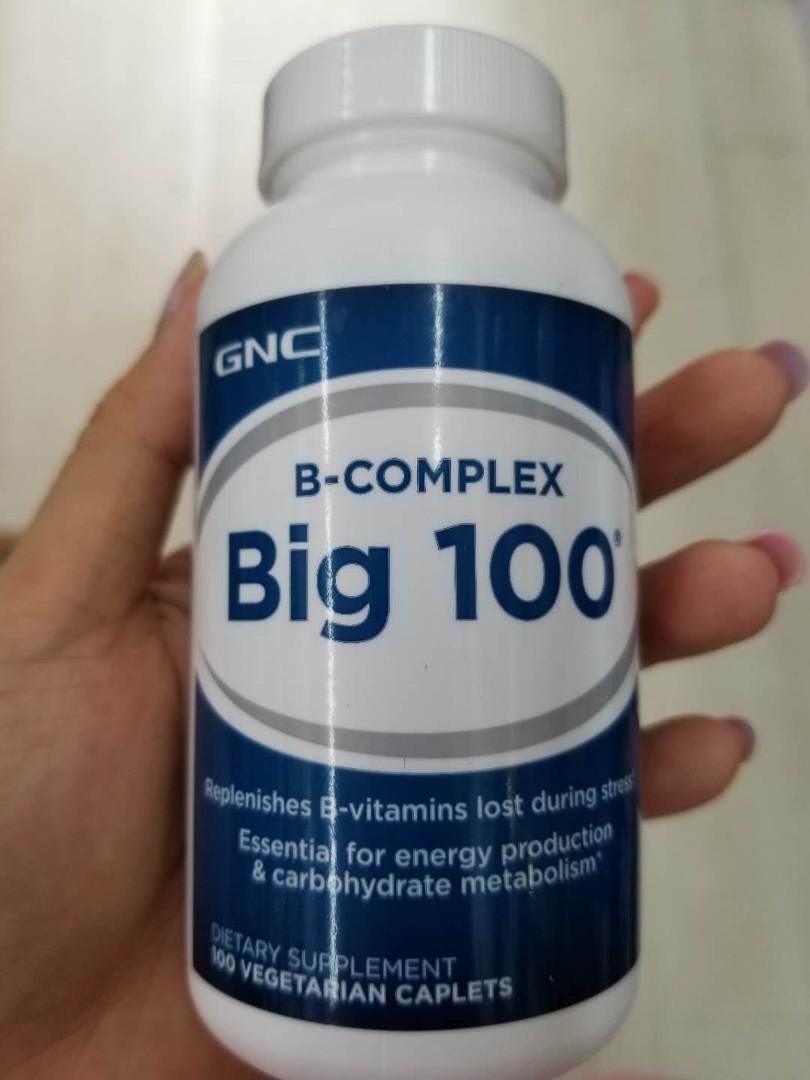 GNC
B-COMPLEX
Big 100®
Replenishes B-vitamins lost during stress*
Essential for energy production
& carbohydrate metabolism*
DIETARY SUPPLEMENT
100 VEGETARIAN CAPLETS